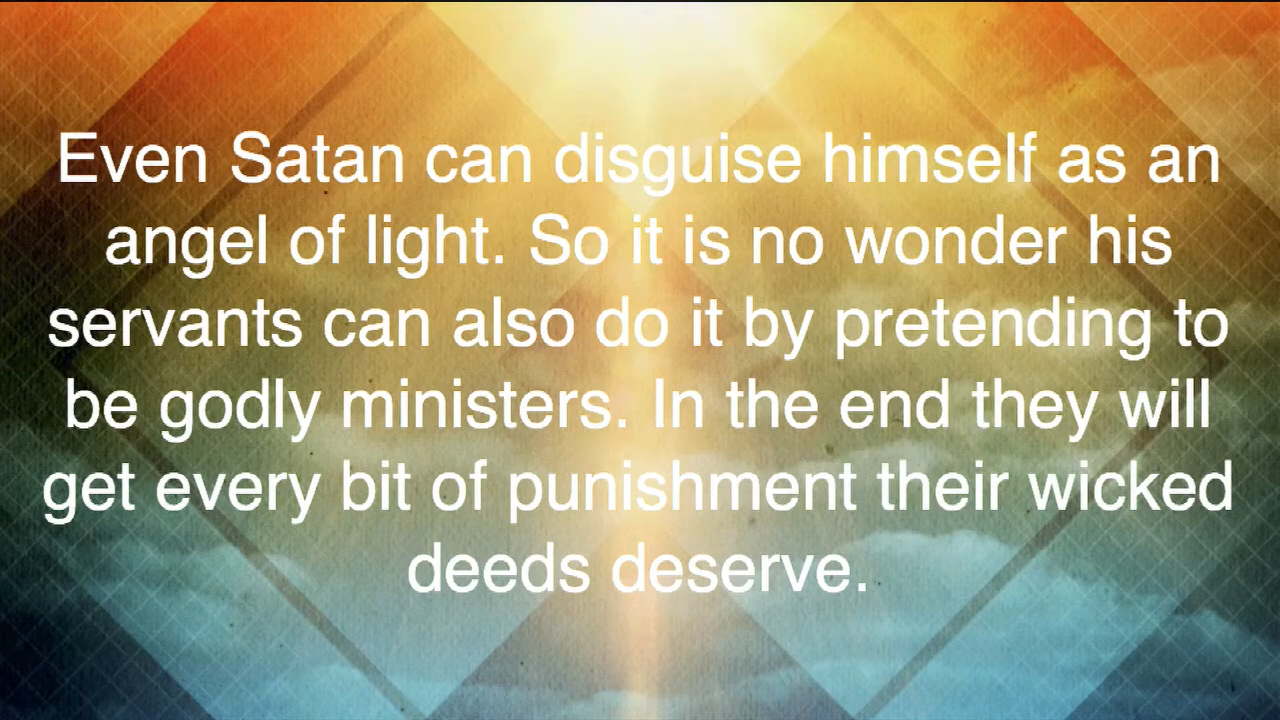 Even Satan can disguise himself as an
angel of light. So it is no wonder his
servants can also do it by pretending to
be godly ministers. In the end they will
get every bit of punishment their wicked
deeds deserve.